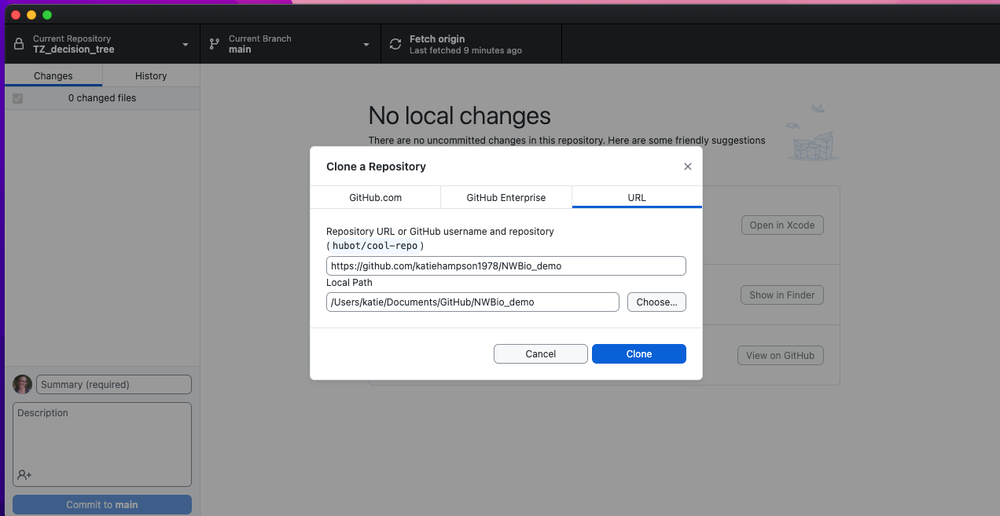 Current Repository
TZ_decision_tree
Current Branch
main
Fetch origin
Last fetched 9 minutes ago
Changes
History
0 changed files
No local changes
There are no uncommitted changes in this repository. Here are some friendly suggestions
Clone a Repository
GitHub.com
GitHub Enterprise
URL
Repository URL or GitHub username and repository
(hubot/cool-repo)
https://github.com/katiehampson1978/NWBio_demo
Local Path
/Users/katie/Documents/GitHub/NWBio_demo
Choose...
Cancel
Clone
Open in Xcode
Show in Finder
View on GitHub
Summary (required)
Description
Commit to main